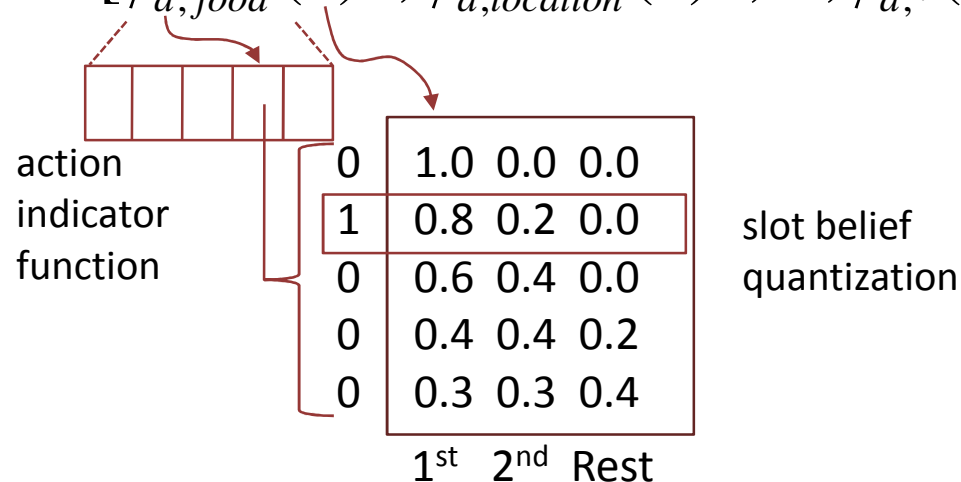 a, food a,location a,
action indicator function
0 1.0 0.0 0.0
1 0.8 0.2 0.0
0 0.6 0.4 0.0
0 0.4 0.4 0.2
0 0.3 0.3 0.4
slot belief
quantization
1st 2nd Rest